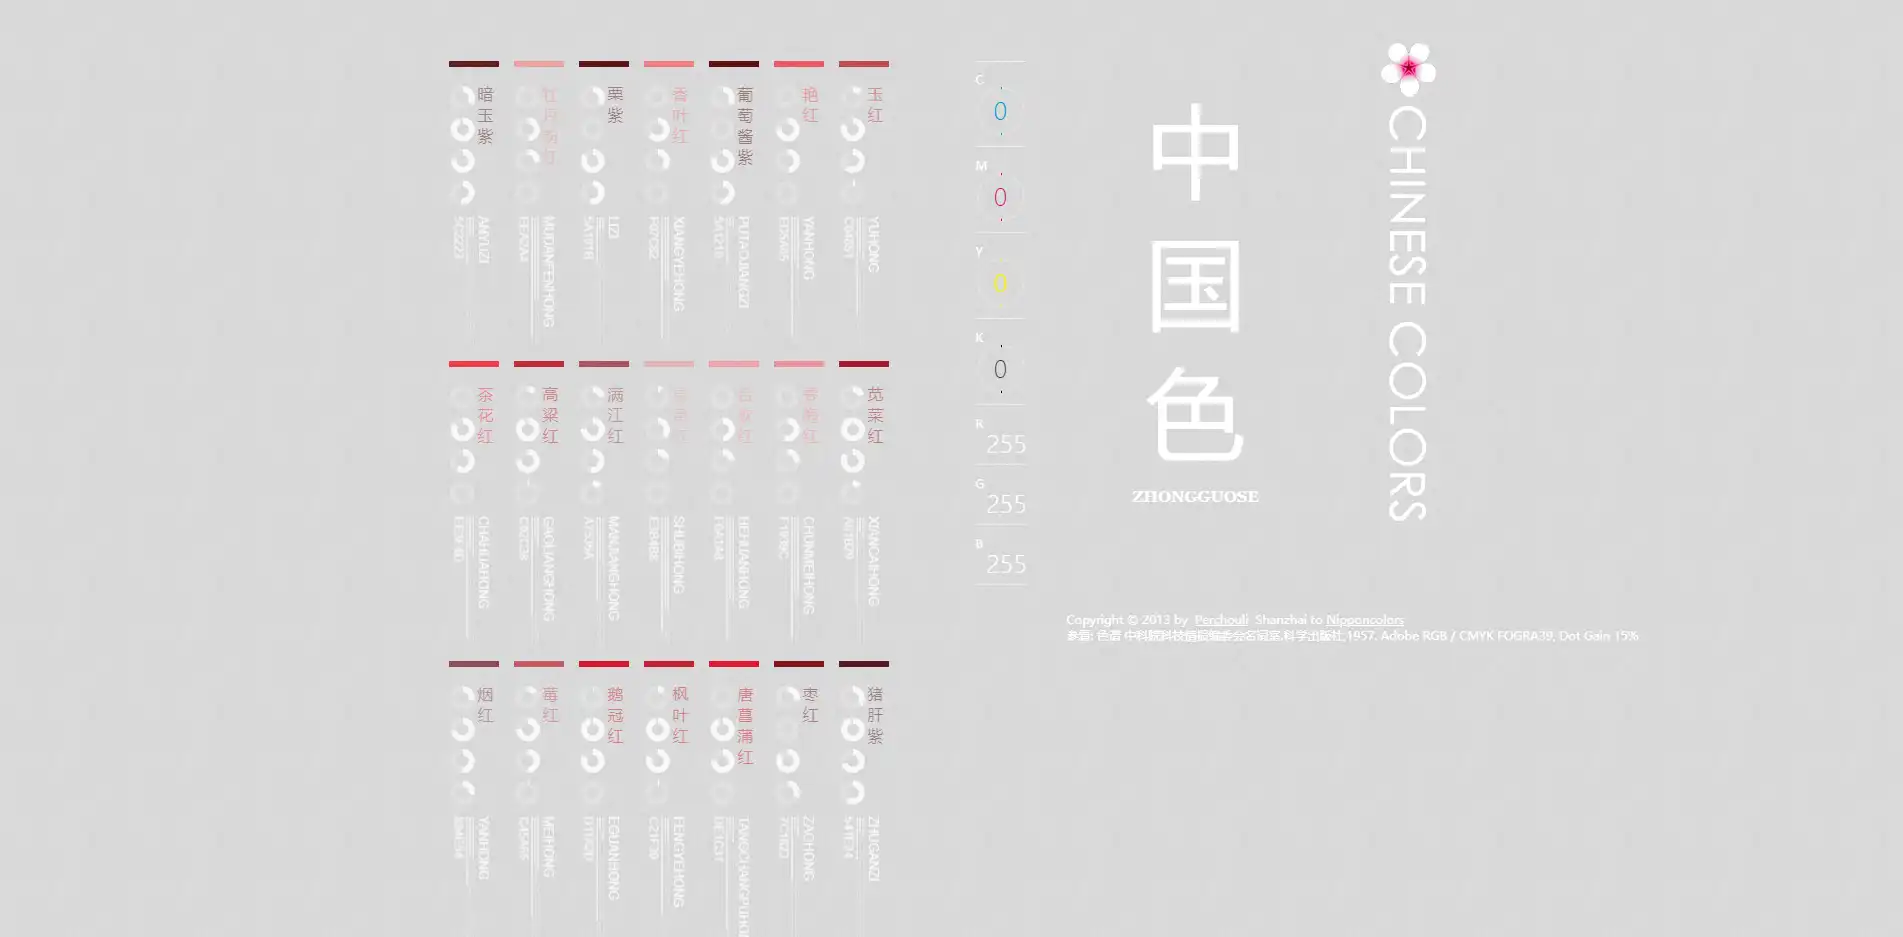 暗玉紫
ANYUZI
5C2223
牡丹粉红
MUDANFENHONG
EEA2A4
栗紫
LIZI
5A191B
香叶红
XIANGYEHONG
F07C82
葡萄酱紫
PUTAOJIANGZI
5A1216
艳红
YANHONG
ED5A65
玉红
YUHONG
C04851
茶花红
CHAHUAHONG
EE3F4D
高粱红
GAOLIANGHONG
C02C38
满江红
MANJIANGHONG
A7535A
SHUBIHONG
E3B4B8
合欢红
HEHUANHONG
F0A1A8
春梅红
CHUNMEIHONG
F1939C
苋菜红
XIANCAIHONG
A61B29
烟红
YANHONG
莓红
MEIHONG
C45A65
鹅冠红
EGUANHONG
D11A2D
枫叶红
FENGYEHONG
C21F30
唐菖蒲红
TANGCHANGPUHO
DE1C31
枣红
ZAOHONG
7C1823
猪肝紫
ZHUGANZI
541E24
C
0
M
0
Y
0
K
0
R
255
G
255
B
255
中国色
ZHONGGUOSE
CHINESE COLORS
Copyright © 2013 by Perchouli Shanzhai to Nipponcolors
参看: 色谱 中科院科技情报编委会名词室.科学出版社,1957. Adobe RGB / CMYK FOGRA39, Dot Gain 15%